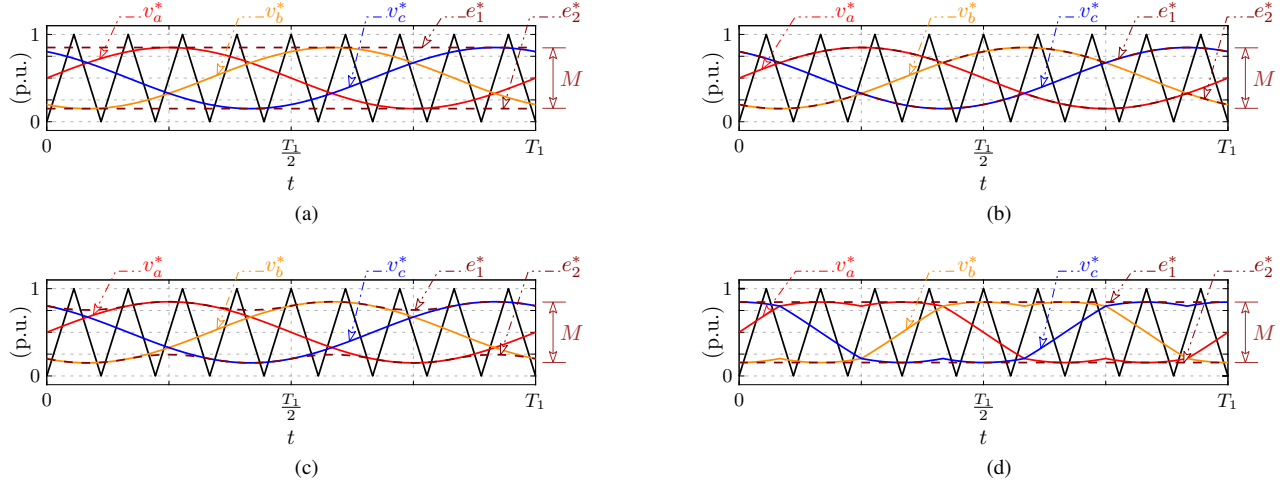 v_a^* v_b^* v_c^* e_1^* e_2^*
1
(p.u.)
M
0
0 T_1/2 T_1
t
(a)
v_a^* v_b^* v_c^* e_1^* e_2^*
1
(p.u.)
M
0
0 T_1/2 T_1
t
(b)
v_a^* v_b^* v_c^* e_1^* e_2^*
1
(p.u.)
M
0
0 T_1/2 T_1
t
(c)
v_a^* v_b^* v_c^* e_1^* e_2^*
1
(p.u.)
M
0
0 T_1/2 T_1
t
(d)